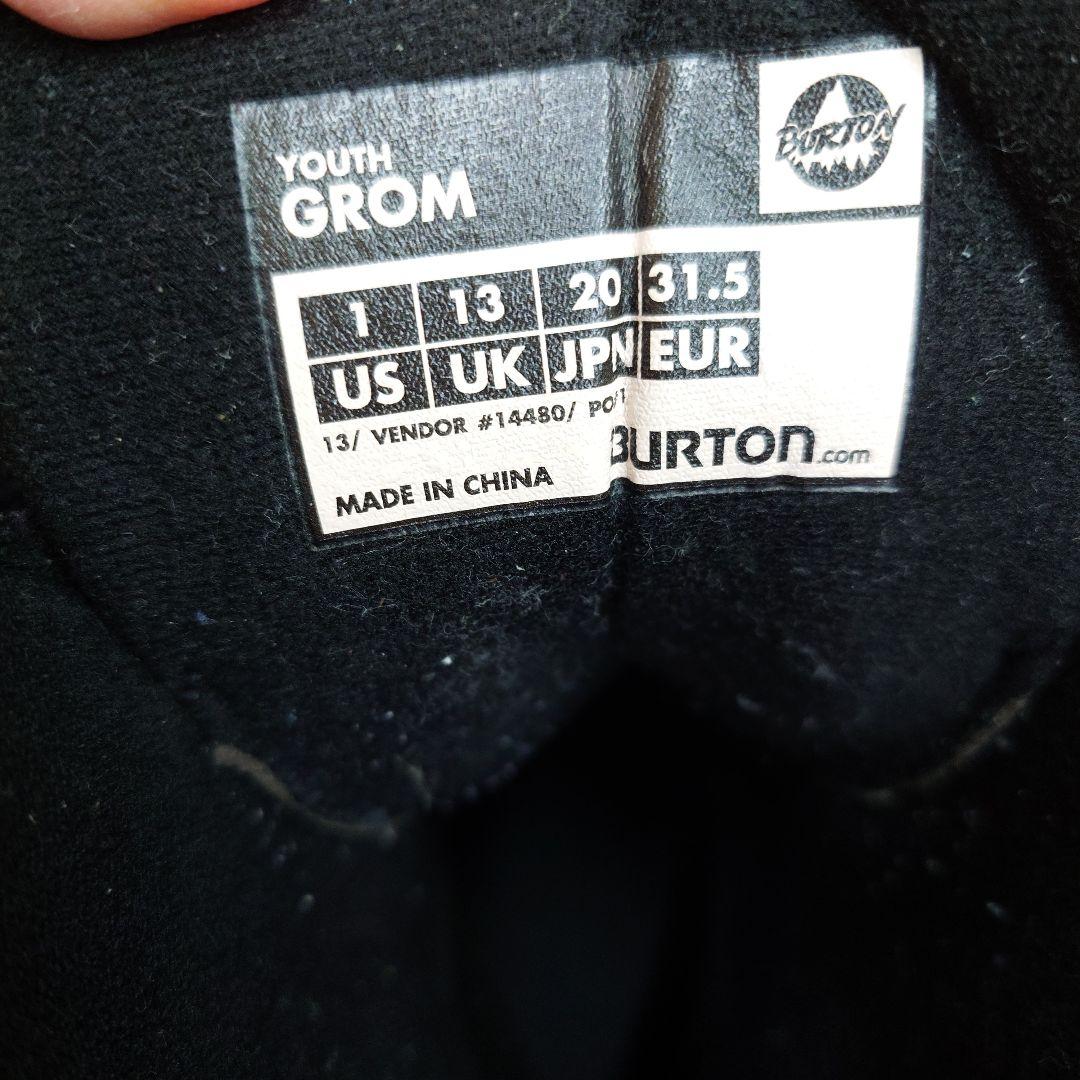 YOUTH
GROM
BURTON
1 13 20 31.5
US UK JPN EUR
13/ VENDOR #14480/
BURTON.com
MADE IN CHINA